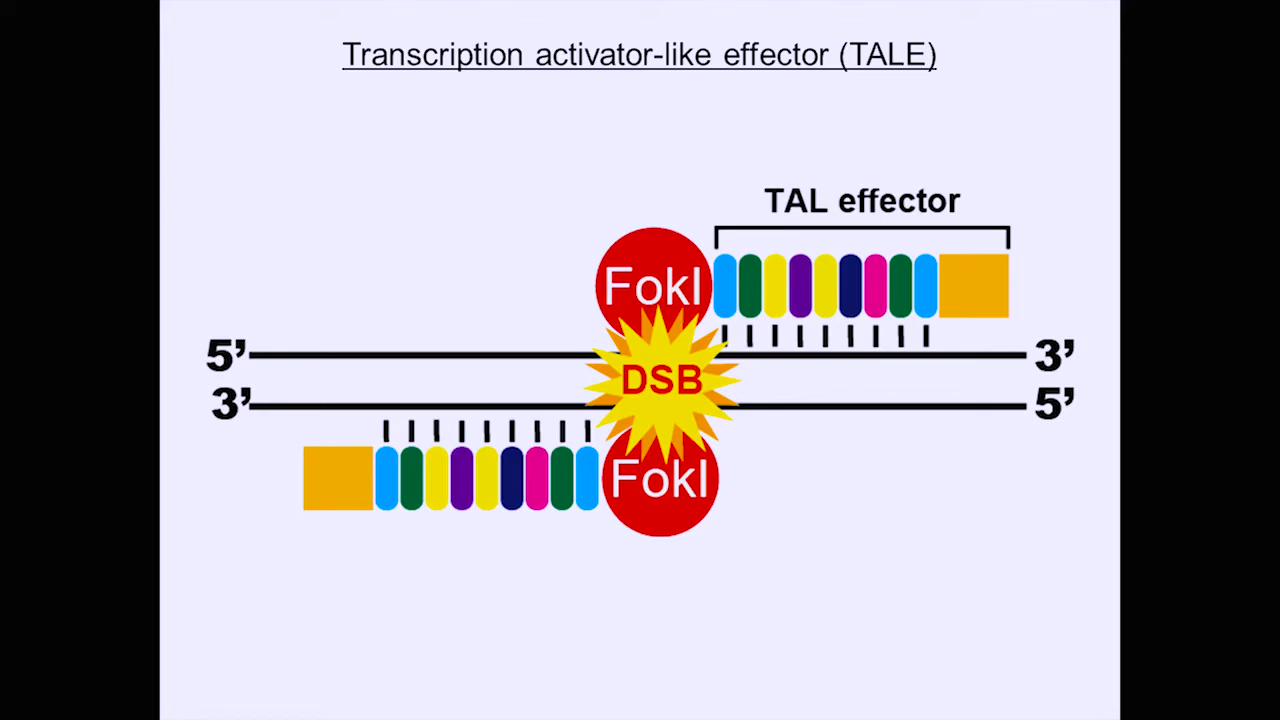 Transcription activator-like effector (TALE)
TAL effector
FokI
5’ 3’
DSB
3’ 5’
FokI